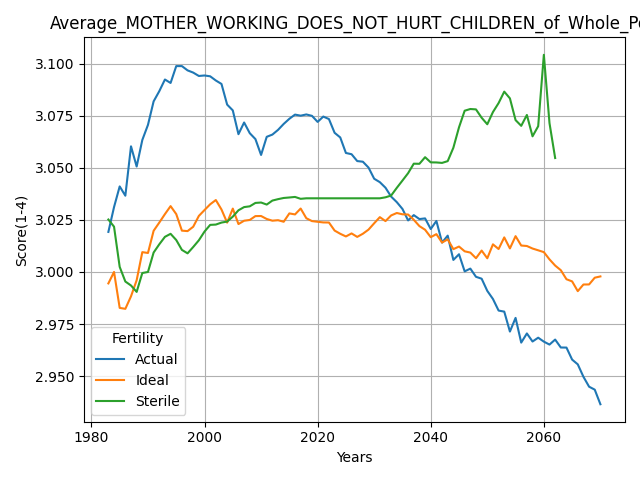 Average_MOTHER_WORKING_DOES_NOT_HURT_CHILDREN_of_Whole_P
Score(1-4)
3.100
3.075
3.050
3.025
3.000
2.975
2.950
Fertility
Actual
Ideal
Sterile
1980 2000 2020 2040 2060
Years